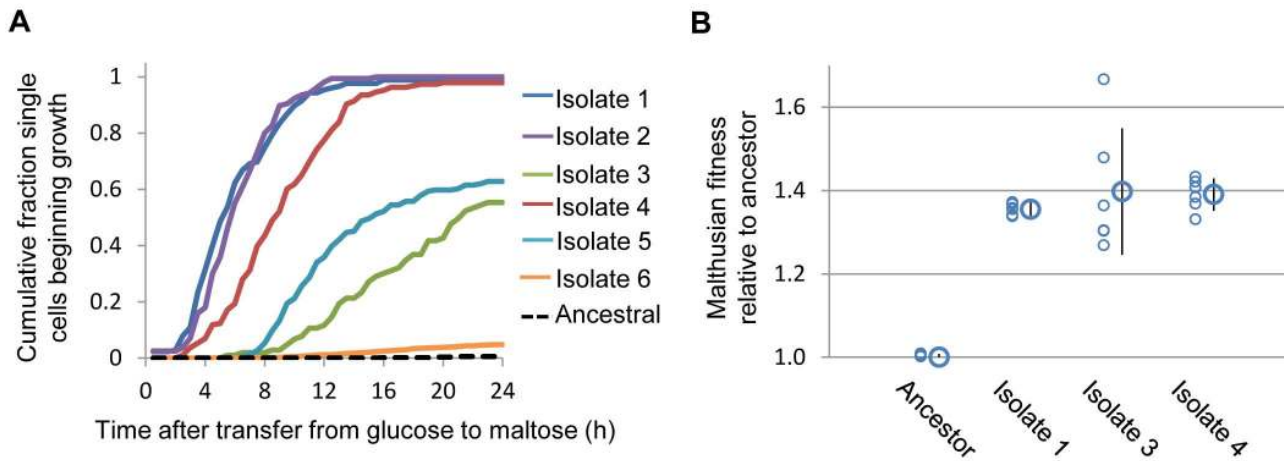 A
Cumulative fraction single
cells beginning growth
1
0.8
0.6
0.4
0.2
0
0
4
8
12
16
20
24
Time after transfer from glucose to maltose (h)
Isolate 1
Isolate 2
Isolate 3
Isolate 4
Isolate 5
Isolate 6
Ancestral
B
Malthusian fitness
relative to ancestor
1.6
1.4
1.2
1.0
Ancestor
Isolate 1
Isolate 3
Isolate 4